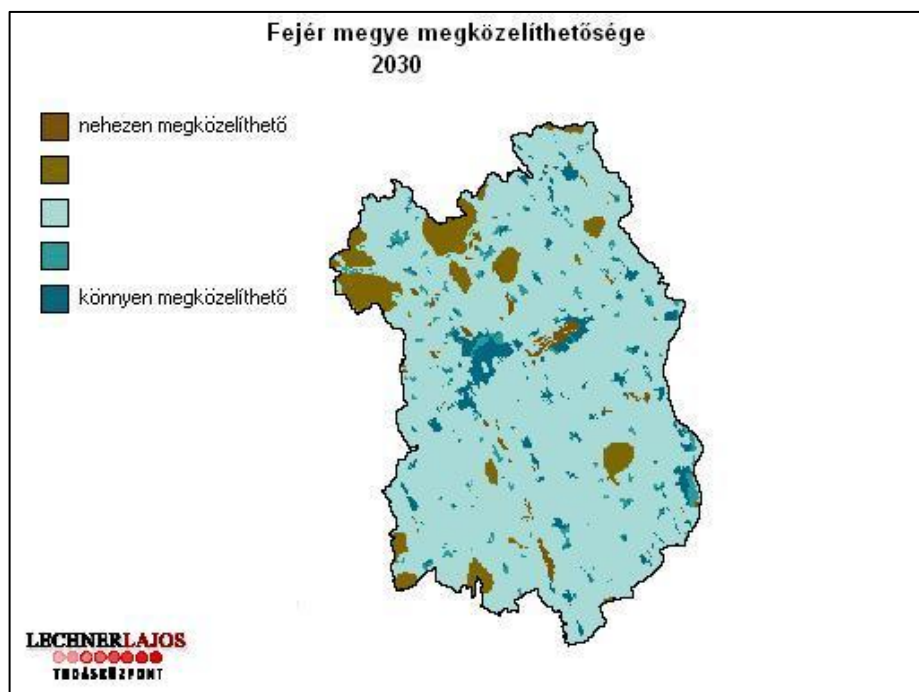 Fejér megye megközelíthetősége
2030
nehezen megközelíthető
könnyen megközelíthető
LECHNERLAJOS
TUDÁSKÖZPONT